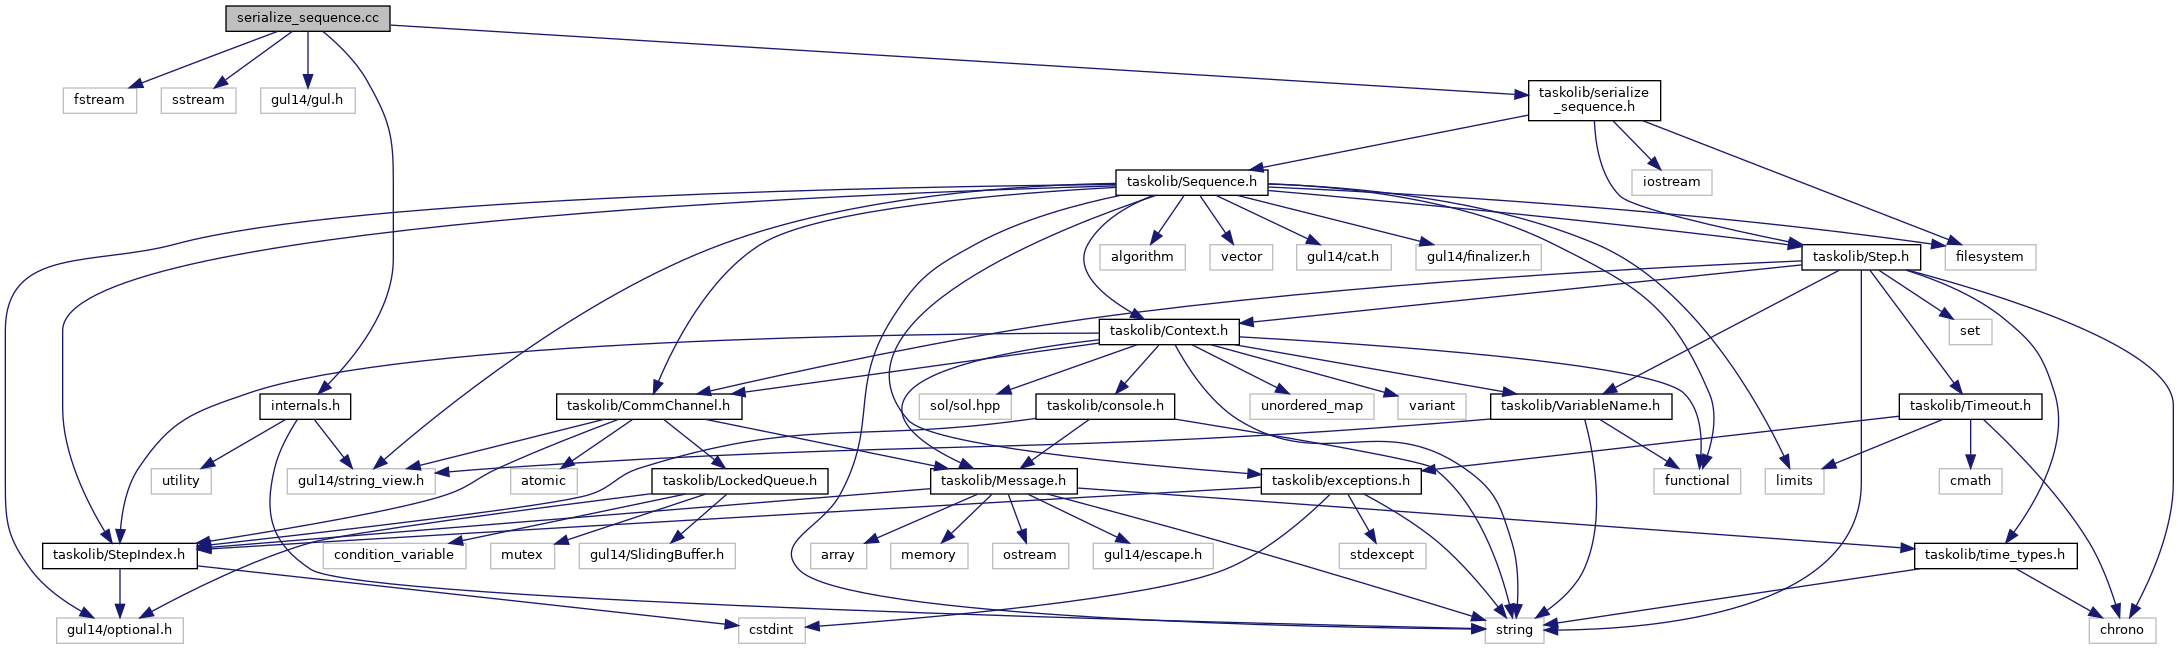 serialize_sequence.cc
fstream
sstream
gul14/gul.h
taskolib/serialize
_sequence.h
taskolib/Sequence.h
iostream
algorithm
vector
gul14/cat.h
gul14/finalizer.h
taskolib/Step.h
filesystem
taskolib/Context.h
set
internals.h
taskolib/CommChannel.h
sol/sol.hpp
taskolib/console.h
unordered_map
variant
taskolib/VariableName.h
taskolib/Timeout.h
utility
gul14/string_view.h
atomic
taskolib/LockedQueue.h
taskolib/Message.h
taskolib/exceptions.h
functional
limits
cmath
taskolib/StepIndex.h
condition_variable
mutex
gul14/SlidingBuffer.h
array
memory
ostream
gul14/escape.h
stdexcept
taskolib/time_types.h
gul14/optional.h
cstdint
string
chrono